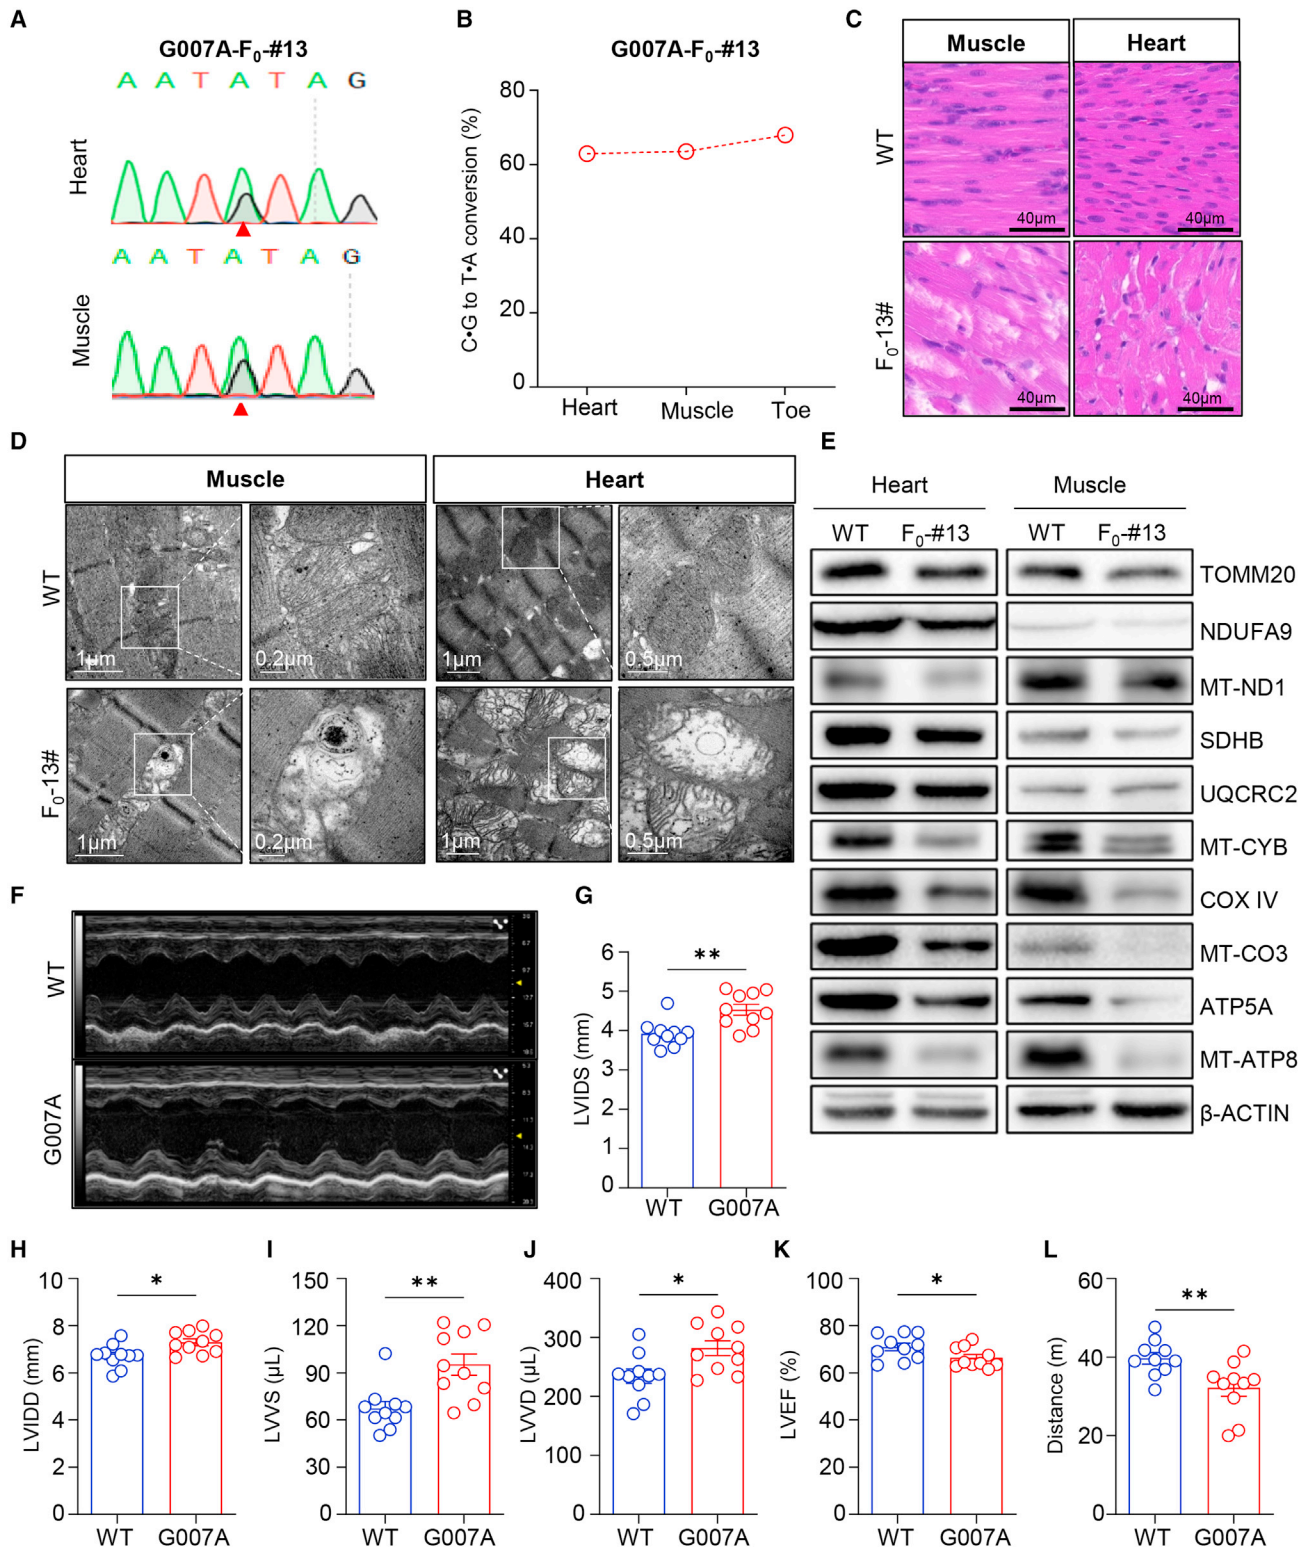 A
G007A-F0-#13
A A T A T A G
Heart
A A T A T A G
Muscle
B
G007A-F0-#13
C•G to T•A conversion (%)
80
60
40
20
0
Heart Muscle Toe
C
Muscle Heart
WT
40μm 40μm
F0-13#
40μm 40μm
D
Muscle Heart
WT
1μm 0.2μm 1μm 0.5μm
F0-13#
1μm 0.2μm 1μm 0.5μm
E
Heart Muscle
WT F0-#13 WT F0-#13
TOMM20
NDUFA9
MT-ND1
SDHB
UQCRC2
MT-CYB
COX IV
MT-CO3
ATP5A
MT-ATP8
β-ACTIN
F
WT
G007A
G
LVIDS (mm)
6
5
4
3
2
1
0
**
WT G007A
H
LVIDD (mm)
10
8
6
4
2
0
*
WT G007A
I
LVVS (μL)
150
120
90
60
30
0
**
WT G007A
J
LVVD (μL)
400
300
200
100
0
*
WT G007A
K
LVEF (%)
100
80
60
40
20
0
*
WT G007A
L
Distance (m)
60
40
20
0
**
WT G007A